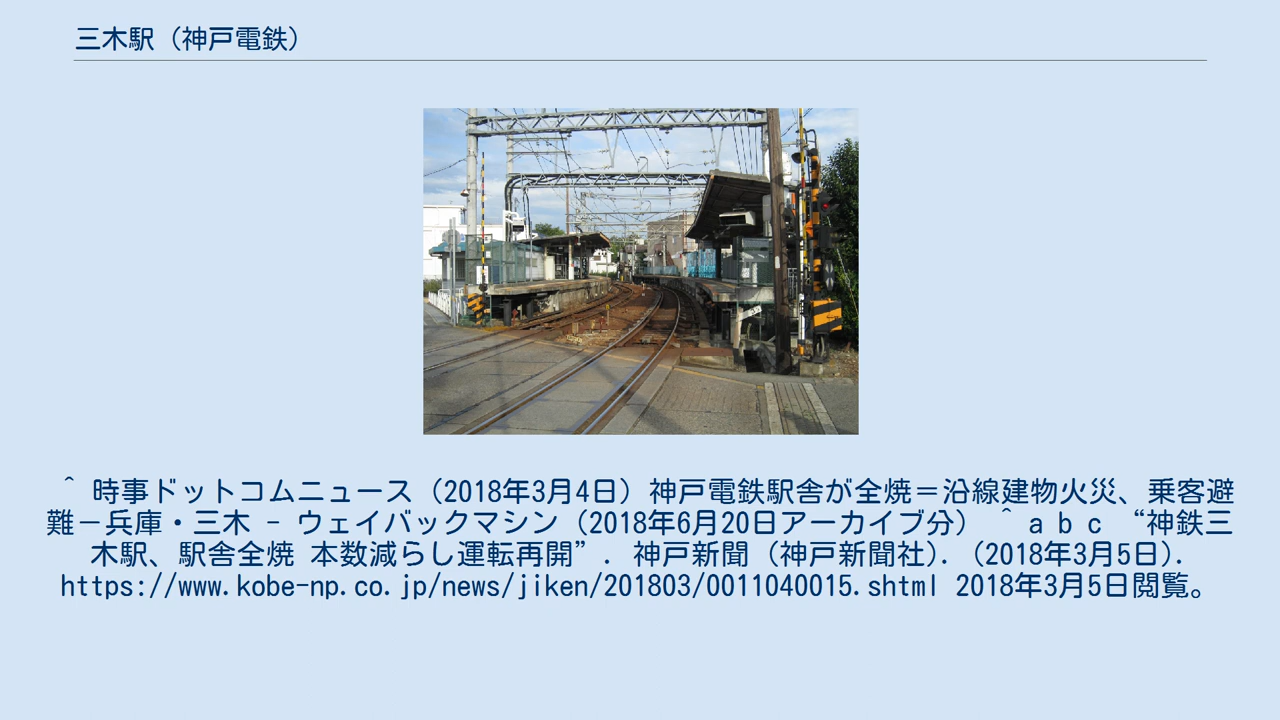 三木駅（神戸電鉄）
^ 時事ドットコムニュース（2018年3月4日）神戸電鉄駅舎が全焼＝沿線建物火災、乗客避
難－兵庫・三木 - ウェイバックマシン（2018年6月20日アーカイブ分） ^ a b c “神鉄三
木駅、駅舎全焼 本数減らし運転再開”. 神戸新聞 (神戸新聞社). (2018年3月5日).
https://www.kobe-np.co.jp/news/jiken/201803/0011040015.shtml 2018年3月5日閲覧。